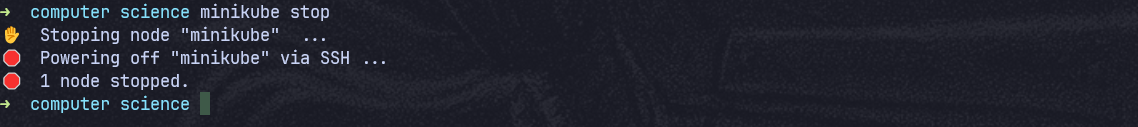 ➜ computer science minikube stop
✋ Stopping node "minikube" ...
🛑 Powering off "minikube" via SSH ...
🛑 1 node stopped.
➜ computer science